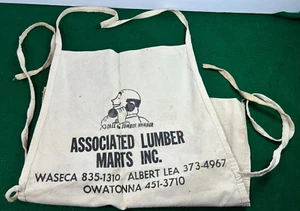 ASSOCIATED LUMBER
MARTS INC.
WASECA 835-1310 ALBERT LEA 373-4967
OWATONNA 451-3710